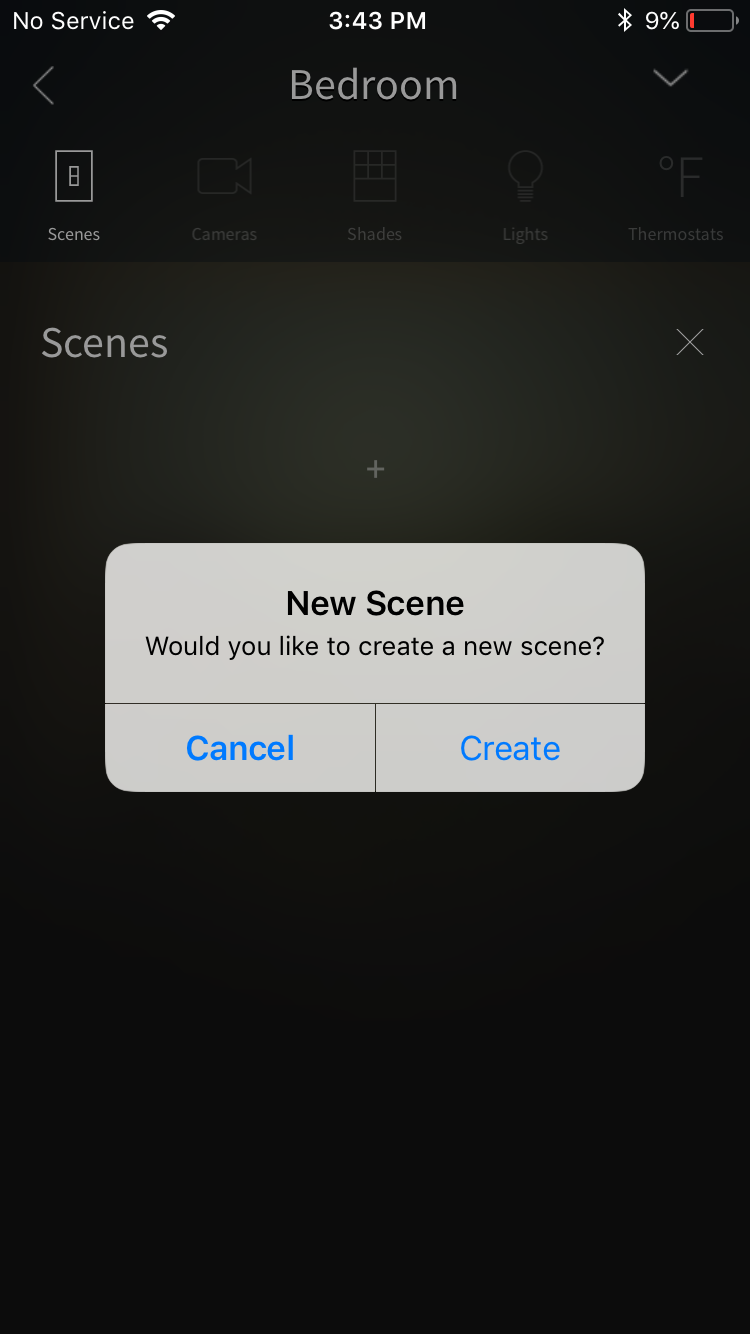 No Service 3:43 PM 9%
Bedroom
°F
Scenes Cameras Shades Lights Thermostats
Scenes
+
New Scene
Would you like to create a new scene?
Cancel Create